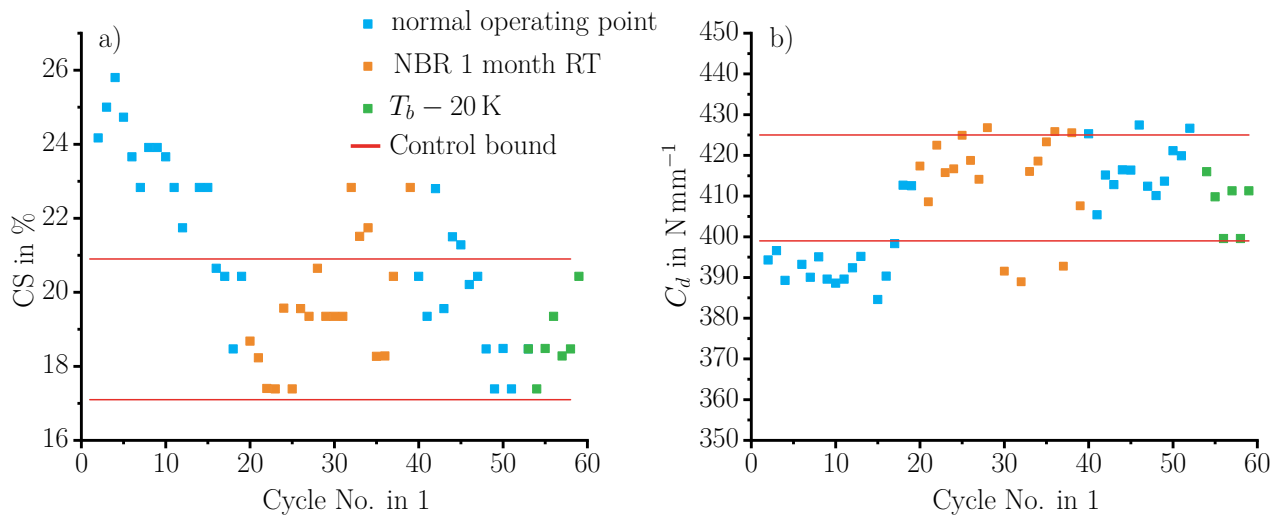 a)
normal operating point
NBR 1 month RT
T_b − 20 K
Control bound
CS in %
26
24
22
20
18
16
0 10 20 30 40 50 60
Cycle No. in 1
b)
C_d in N mm⁻¹
450
440
430
420
410
400
390
380
370
360
350
0 10 20 30 40 50 60
Cycle No. in 1